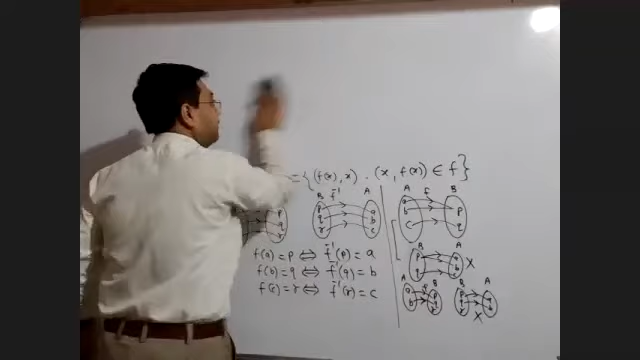 = {(f(x), x) . (x, f(x)) ∈ f}
B f⁻¹ A
A f B
p p a a
q q b b p
r r c c q
f(a) = p ⇔ f⁻¹(p) = a
f(b) = q ⇔ f⁻¹(q) = b
f(c) = r ⇔ f⁻¹(r) = c
B A
p a
q b X
A B B A
a p p a
b q q b
X